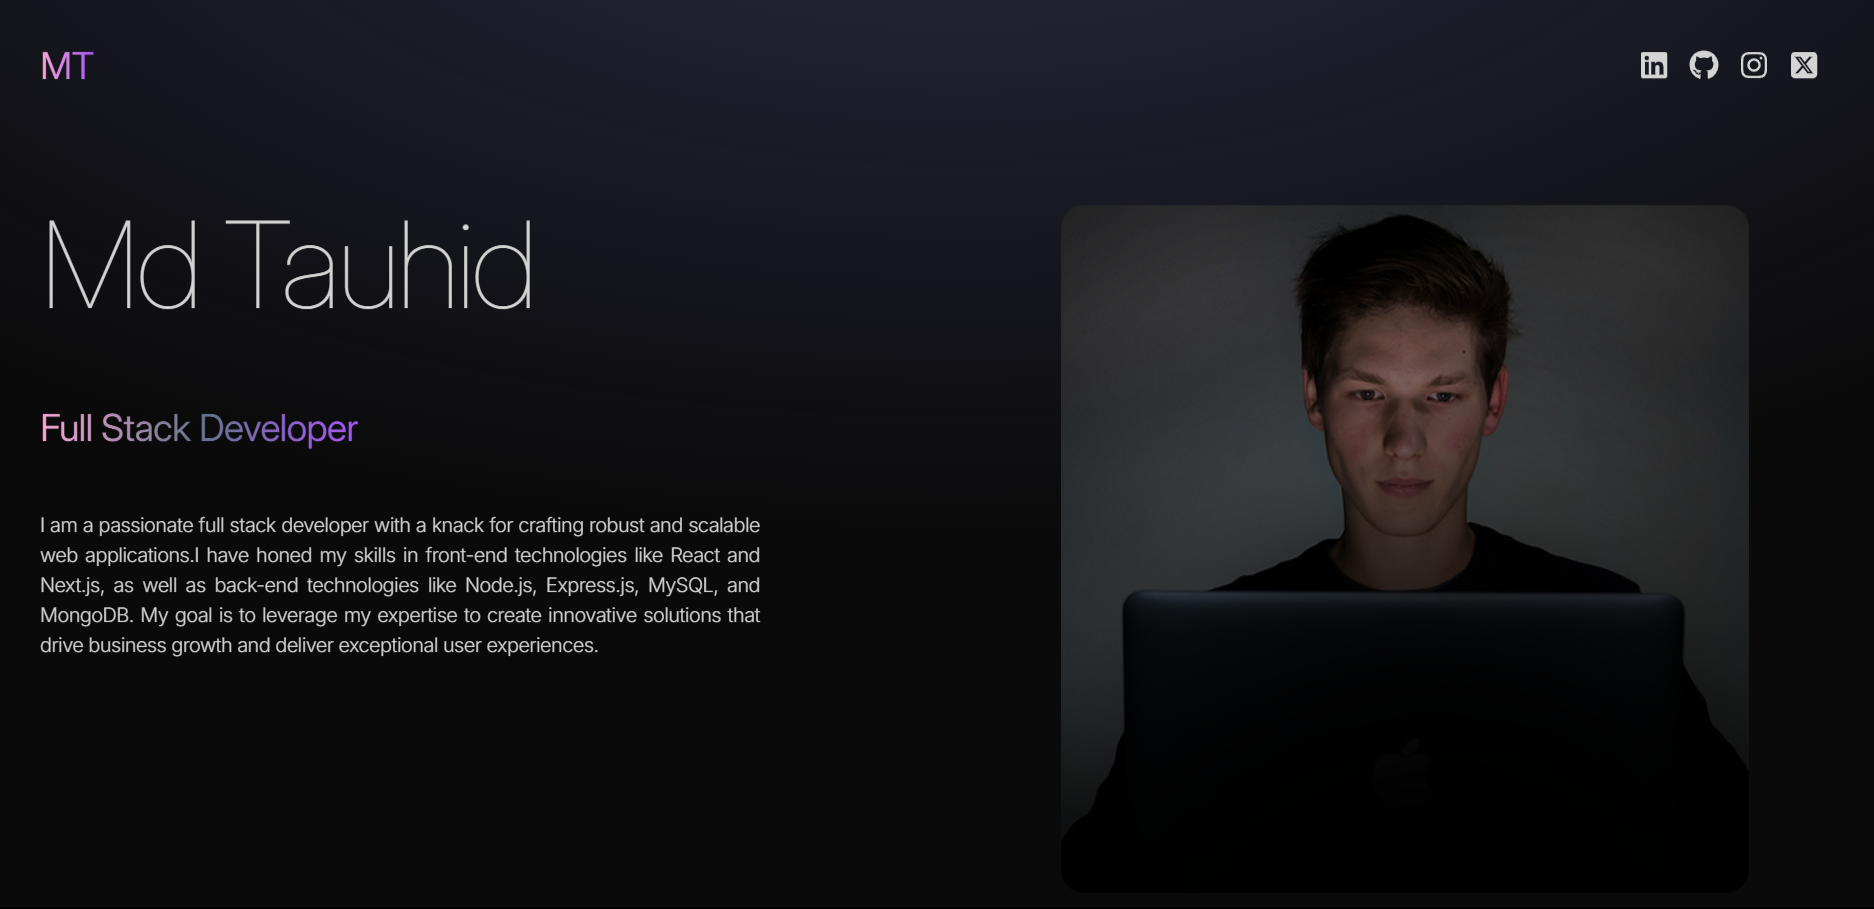 MT
Md Tauhid
Full Stack Developer
I am a passionate full stack developer with a knack for crafting robust and scalable
web applications.I have honed my skills in front-end technologies like React and
Next.js, as well as back-end technologies like Node.js, Express.js, MySQL, and
MongoDB. My goal is to leverage my expertise to create innovative solutions that
drive business growth and deliver exceptional user experiences.